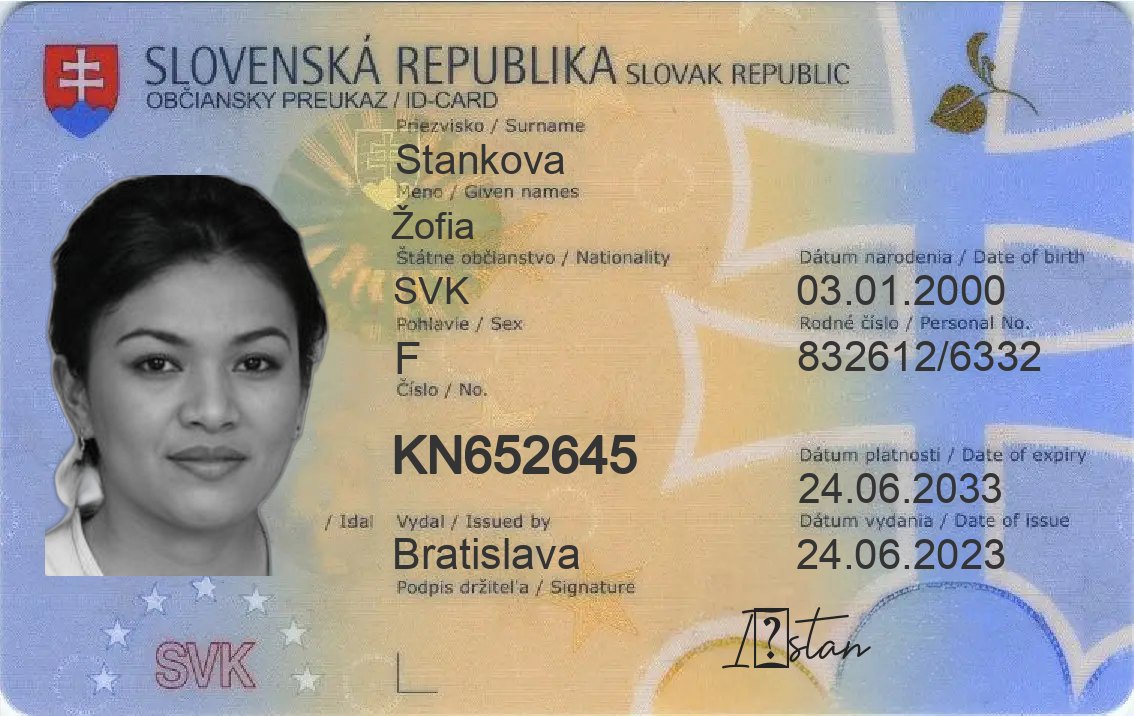 SLOVENSKÁ REPUBLIKA SLOVAK REPUBLIC
OBČIANSKY PREUKAZ / ID-CARD
Priezvisko / Surname
Stankova
Meno / Given names
Žofia
Štátne občianstvo / Nationality
SVK
Pohlavie / Sex
F
Číslo / No.
KN652645
Dátum narodenia / Date of birth
03.01.2000
Rodné číslo / Personal No.
832612/6332
Dátum platnosti / Date of expiry
24.06.2033
/ Idal Vydal / Issued by
Bratislava
Dátum vydania / Date of issue
24.06.2023
Podpis držiteľa / Signature
SVK